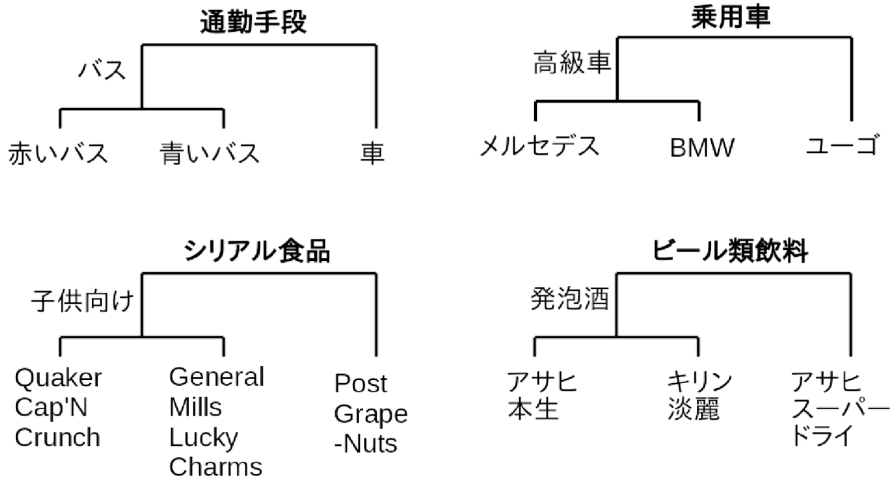 通勤手段
バス
赤いバス
青いバス
車
乗用車
高級車
メルセデス
BMW
ユーゴ
シリアル食品
子供向け
Quaker
Cap'N
Crunch
General
Mills
Lucky
Charms
Post
Grape
-Nuts
ビール類飲料
発泡酒
アサヒ
本生
キリン
淡麗
アサヒ
スーパー
ドライ